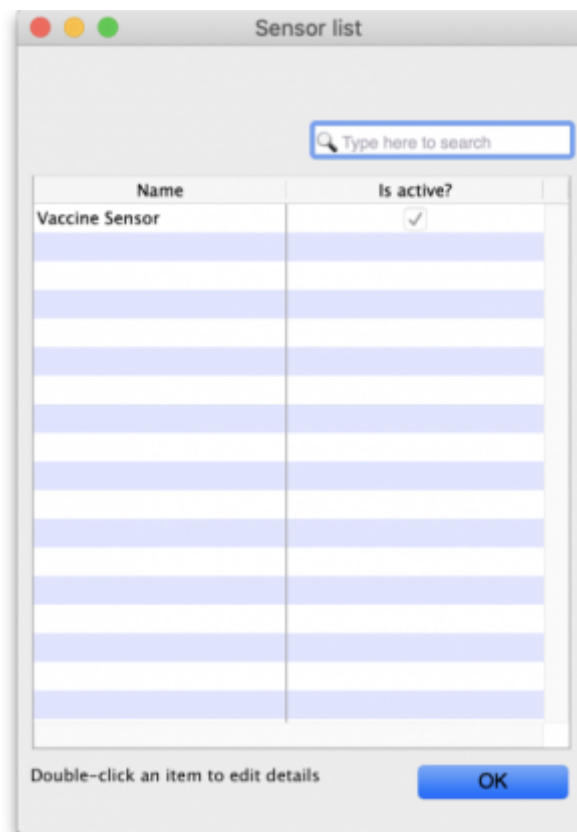 Sensor list
Type here to search
Name Is active?
Vaccine Sensor
Double-click an item to edit details
OK